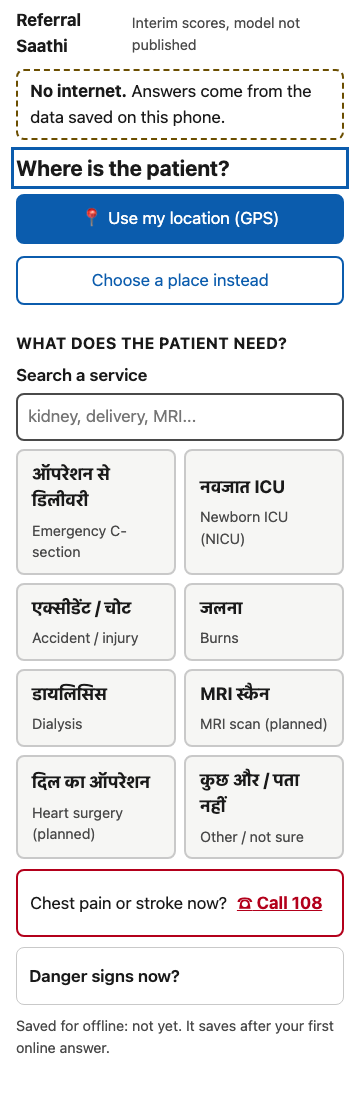 Referral
Saathi
Interim scores, model not
published
No internet. Answers come from the
data saved on this phone.
Where is the patient?
📍 Use my location (GPS)
Choose a place instead
WHAT DOES THE PATIENT NEED?
Search a service
kidney, delivery, MRI...
ऑपरेशन से
डिलीवरी
Emergency C-
section
नवजात ICU
Newborn ICU
(NICU)
एक्सीडेंट / चोट
Accident / injury
जलना
Burns
डायलिसिस
Dialysis
MRI स्कैन
MRI scan (planned)
दिल का ऑपरेशन
Heart surgery
(planned)
कुछ और / पता
नहीं
Other / not sure
Chest pain or stroke now? ☎ Call 108
Danger signs now?
Saved for offline: not yet. It saves after your first
online answer.